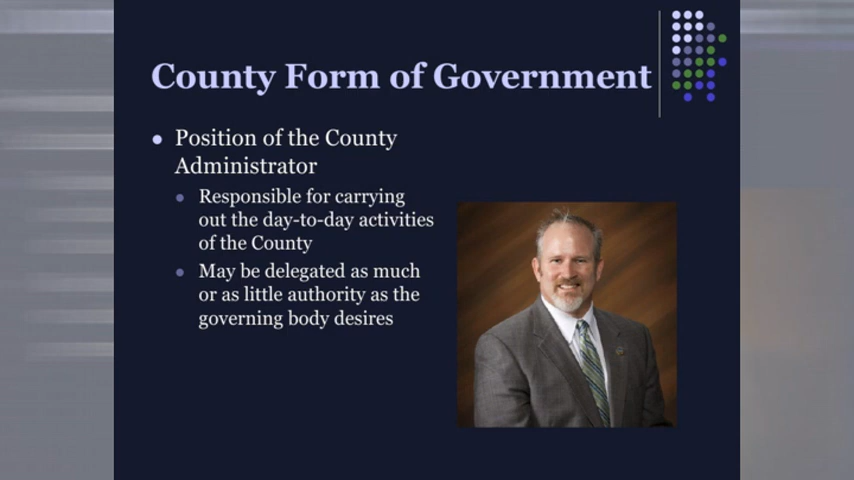 County Form of Government
Position of the County
Administrator
Responsible for carrying
out the day-to-day activities
of the County
May be delegated as much
or as little authority as the
governing body desires